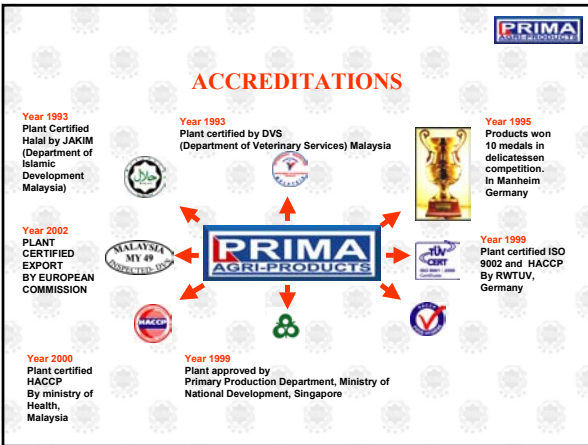 PRIMA
AGRI-PRODUCTS
ACCREDITATIONS
Year 1993
Plant Certified
Halal by JAKIM
(Department of
Islamic
Development
Malaysia)
Year 1993
Plant certified by DVS
(Department of Veterinary Services) Malaysia
Year 1995
Products won
10 medals in
delicatessen
competition.
In Manheim
Germany
Year 2002
PLANT
CERTIFIED
EXPORT
BY EUROPEAN
COMMISSION
MALAYSIA
MY 49
INSPECTED-DVS
PRIMA
AGRI-PRODUCTS
TÜV
CERT
Year 1999
Plant certified ISO
9002 and HACCP
By RWTUV,
Germany
HACCP
Year 2000
Plant certified
HACCP
By ministry of
Health,
Malaysia
Year 1999
Plant approved by
Primary Production Department, Ministry of
National Development, Singapore